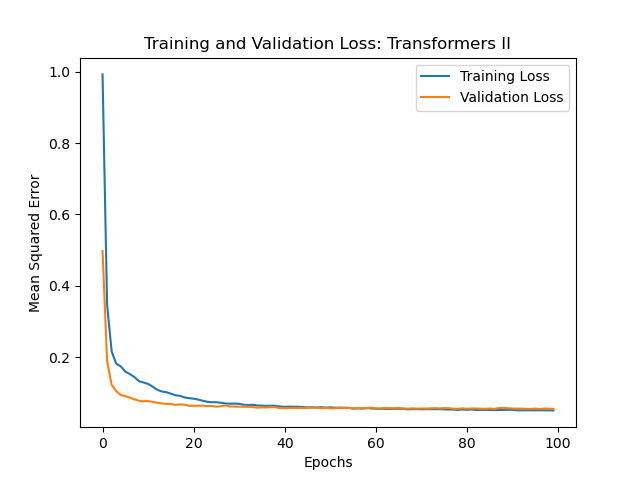 Training and Validation Loss: Transformers II
Training Loss
Validation Loss
Mean Squared Error
1.0
0.8
0.6
0.4
0.2
0 20 40 60 80 100
Epochs